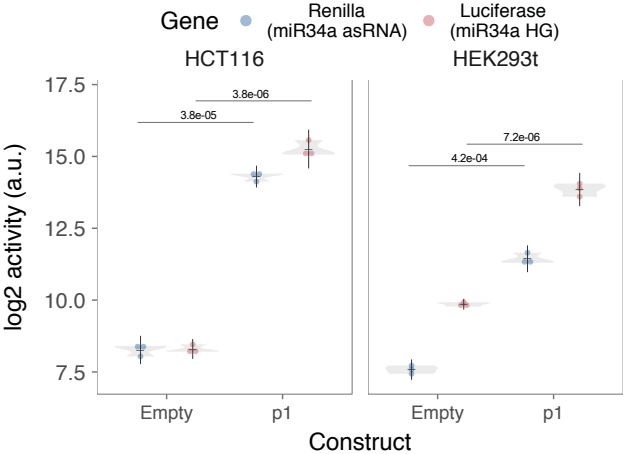 Gene
Renilla
(miR34a asRNA)
Luciferase
(miR34a HG)
HCT116
HEK293t
17.5
15.0
12.5
10.0
7.5
log2 activity (a.u.)
3.8e-06
3.8e-05
7.2e-06
4.2e-04
Empty
p1
Empty
p1
Construct